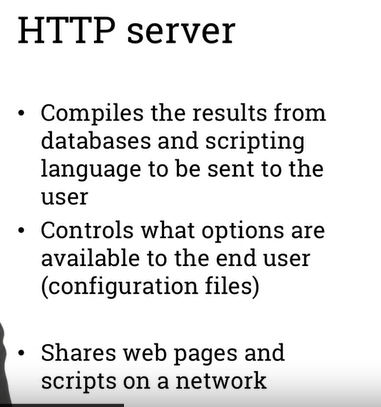 HTTP server
• Compiles the results from
databases and scripting
language to be sent to the
user
• Controls what options are
available to the end user
(configuration files)
• Shares web pages and
scripts on a network